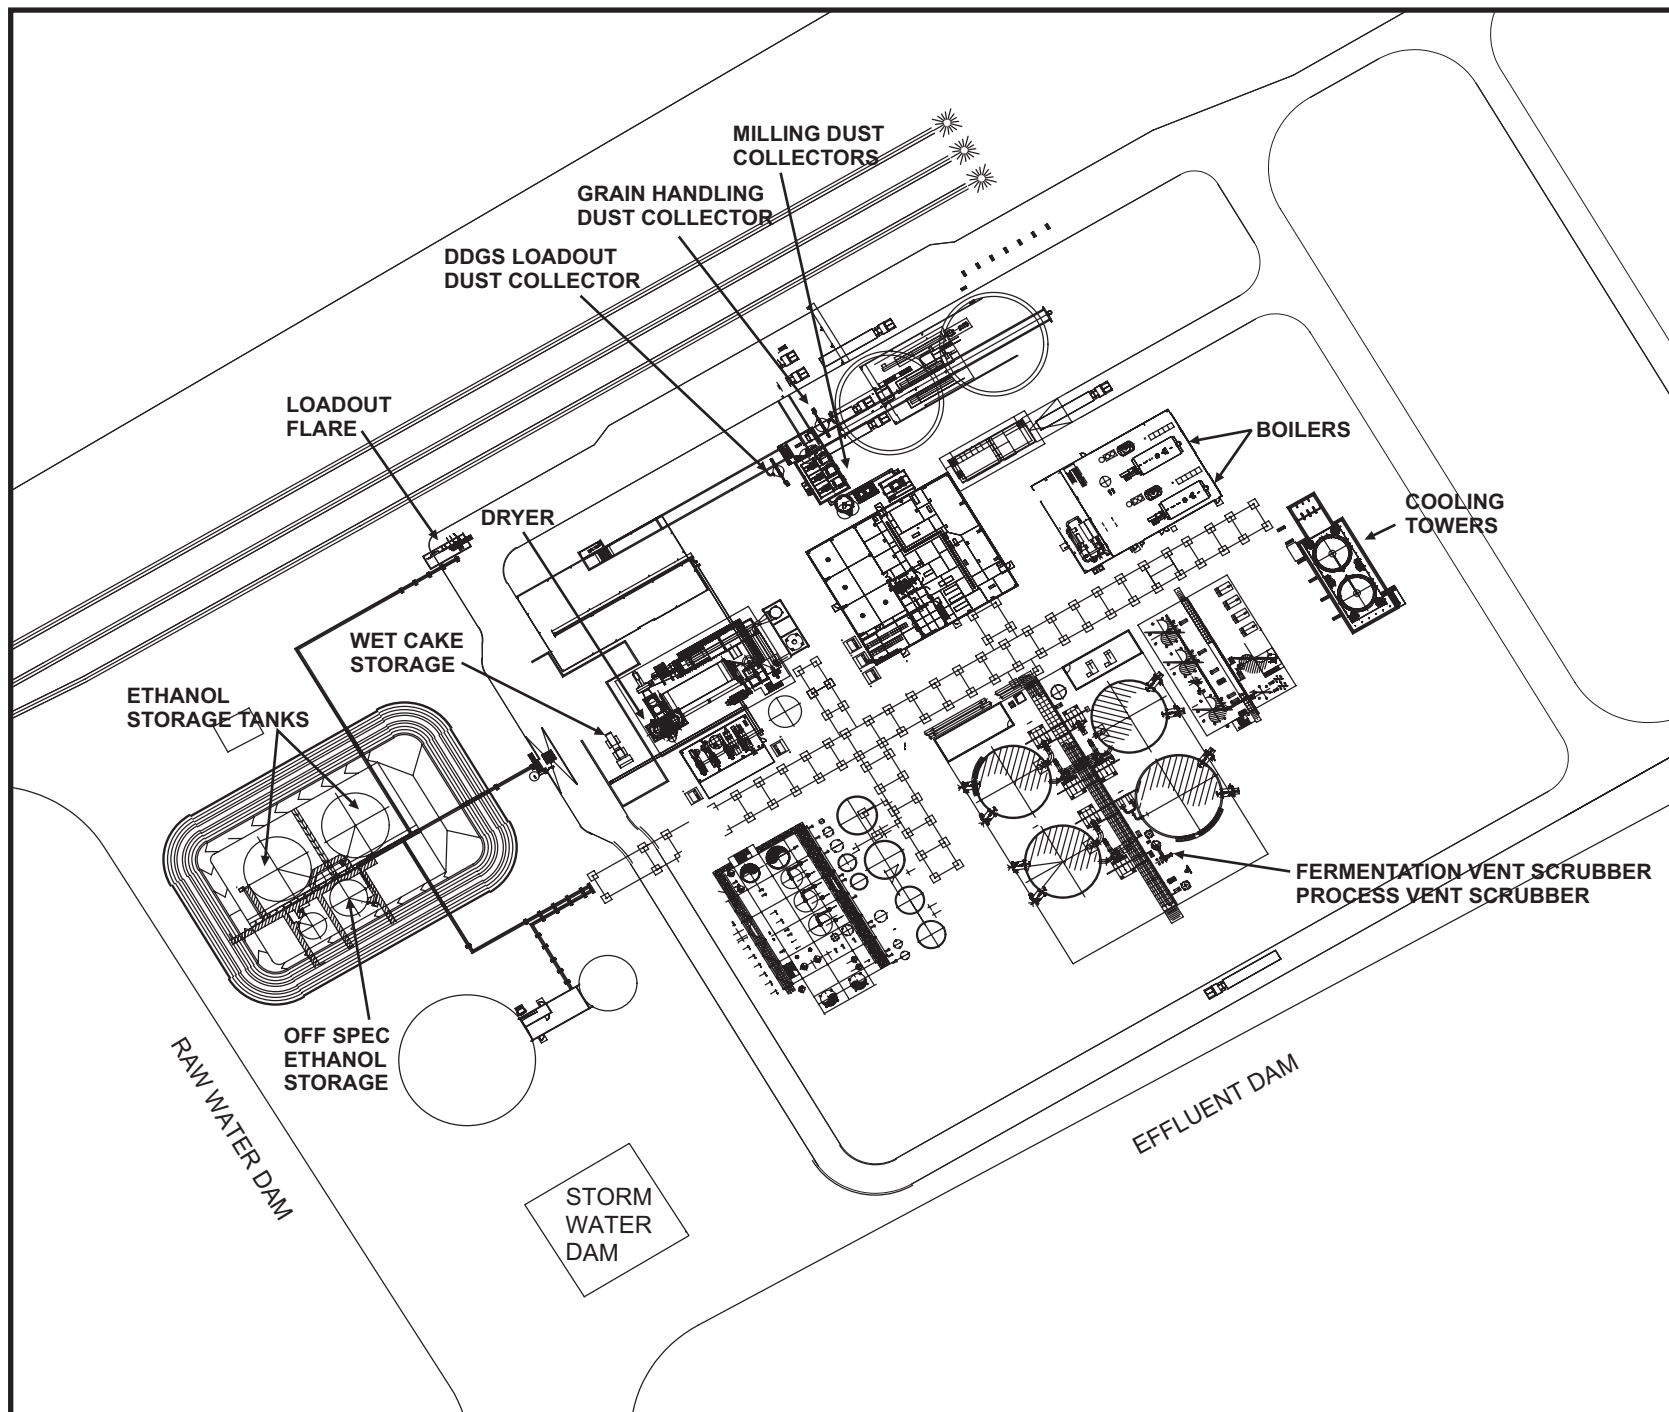 MILLING DUST
COLLECTORS
GRAIN HANDLING
DUST COLLECTOR
DDGS LOADOUT
DUST COLLECTOR
LOADOUT
FLARE
BOILERS
COOLING
TOWERS
DRYER
WET CAKE
STORAGE
ETHANOL
STORAGE TANKS
FERMENTATION VENT SCRUBBER
PROCESS VENT SCRUBBER
OFF SPEC
ETHANOL
STORAGE
RAW WATER DAM
EFFLUENT DAM
STORM
WATER
DAM